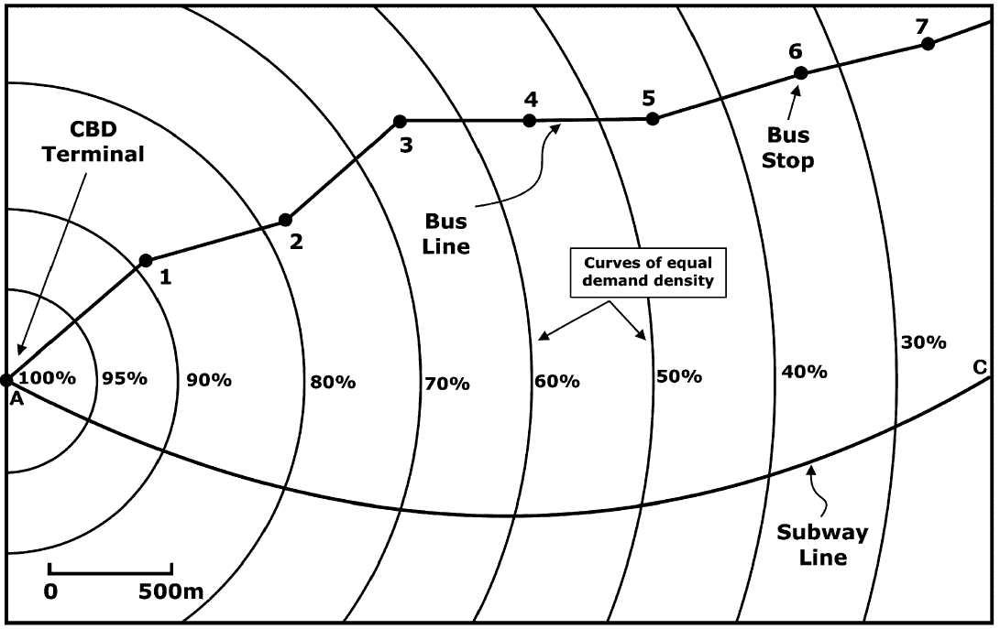 7
6
4
5
CBD
Terminal
3
Bus
Stop
2
Bus
Line
1
Curves of equal
demand density
30%
100%
95%
90%
80%
70%
60%
50%
40%
C
A
Subway
Line
0
500m